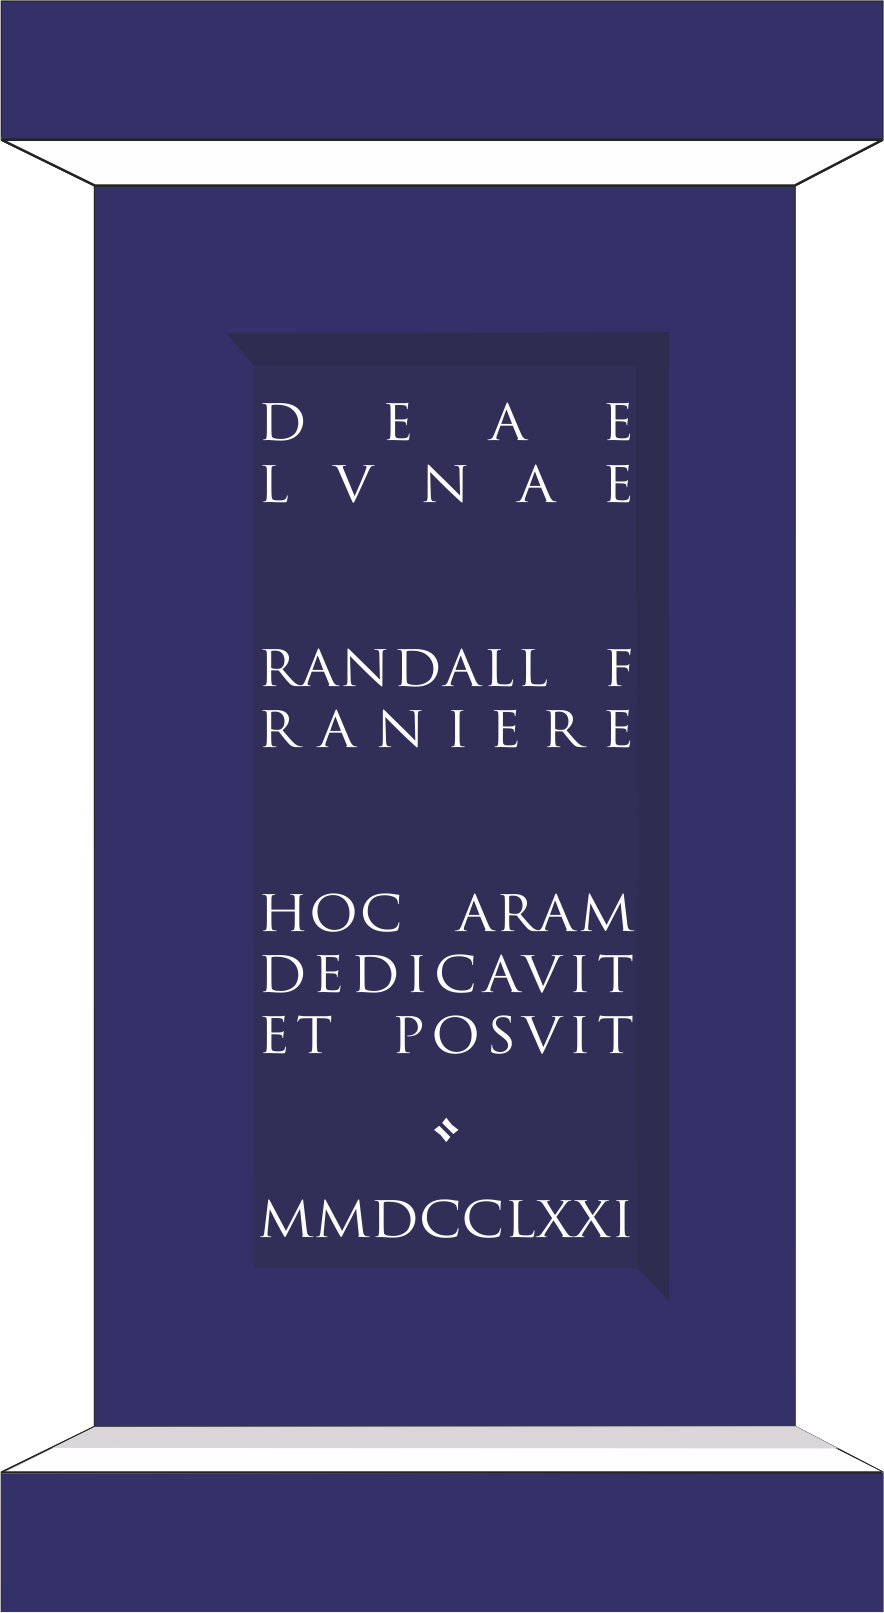 DEAE
LVNAE
RANDALL F
RANIERE
HOC ARAM
DEDICAVIT
ET POSVIT
MMDCCLXXI